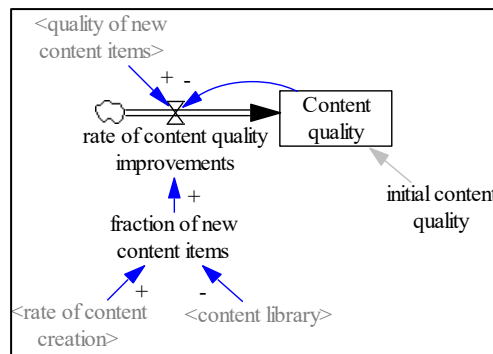 <quality of new
content items>
+ -
Content
quality
rate of content quality
improvements
initial content
quality
+
fraction of new
content items
+ -
<rate of content
creation>
<content library>